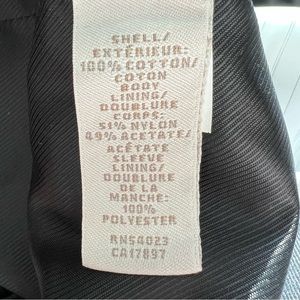 SHELL/
EXTÉRIEUR:
100% COTTON/
COTON
BODY
LINING/
DOUBLURE
CORPS:
51% NYLON
49% ACETATE/
ACÉTATE
SLEEVE
LINING/
DOUBLURE
DE LA
MANCHE:
100%
POLYESTER
RN54023
CA17897